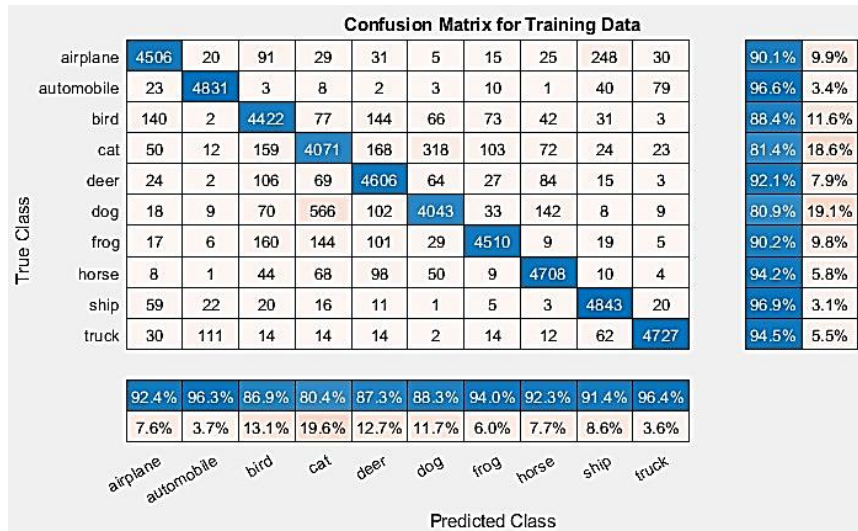 Confusion Matrix for Training Data
airplane 4506 20 91 29 31 5 15 25 248 30 90.1% 9.9%
automobile 23 4831 3 8 2 3 10 1 40 79 96.6% 3.4%
bird 140 2 4422 77 144 66 73 42 31 3 88.4% 11.6%
cat 50 12 159 4071 168 318 103 72 24 23 81.4% 18.6%
deer 24 2 106 69 4606 64 27 84 15 3 92.1% 7.9%
dog 18 9 70 566 102 4043 33 142 8 9 80.9% 19.1%
frog 17 6 160 144 101 29 4510 9 19 5 90.2% 9.8%
horse 8 1 44 68 98 50 9 4708 10 4 94.2% 5.8%
ship 59 22 20 16 11 1 5 3 4843 20 96.9% 3.1%
truck 30 111 14 14 14 2 14 12 62 4727 94.5% 5.5%
True Class
92.4% 96.3% 86.9% 80.4% 87.3% 88.3% 94.0% 92.3% 91.4% 96.4%
7.6% 3.7% 13.1% 19.6% 12.7% 11.7% 6.0% 7.7% 8.6% 3.6%
airplane automobile bird cat deer dog frog horse ship truck
Predicted Class